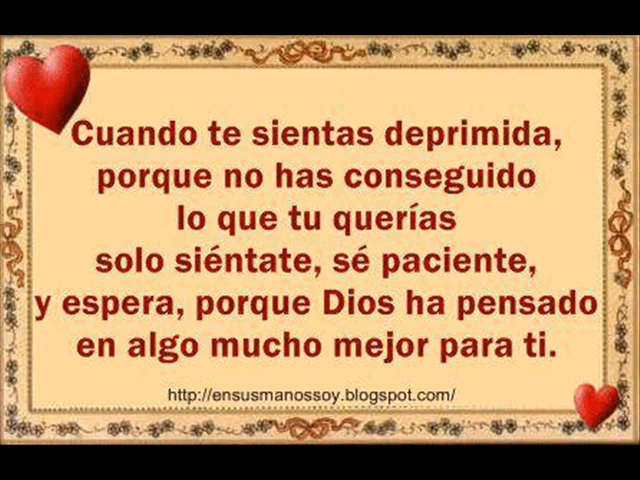 Cuando te sientas deprimida,
porque no has conseguido
lo que tu querías
solo siéntate, sé paciente,
y espera, porque Dios ha pensado
en algo mucho mejor para ti.
http://ensusmanossoy.blogspot.com/